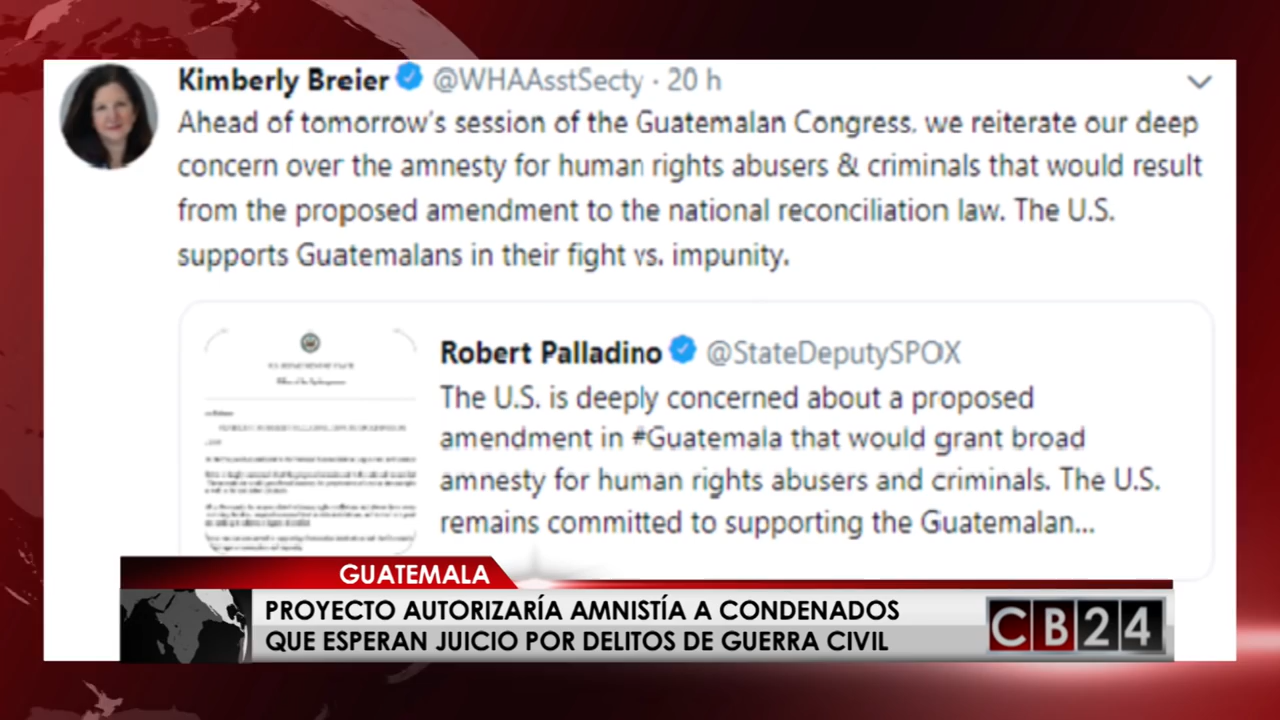 Kimberly Breier @WHAAsstSecty · 20 h
Ahead of tomorrow's session of the Guatemalan Congress, we reiterate our deep
concern over the amnesty for human rights abusers & criminals that would result
from the proposed amendment to the national reconciliation law. The U.S.
supports Guatemalans in their fight vs. impunity.
Robert Palladino @StateDeputySPOX
The U.S. is deeply concerned about a proposed
amendment in #Guatemala that would grant broad
amnesty for human rights abusers and criminals. The U.S.
remains committed to supporting the Guatemalan...
GUATEMALA
PROYECTO AUTORIZARÍA AMNISTÍA A CONDENADOS
QUE ESPERAN JUICIO POR DELITOS DE GUERRA CIVIL
CB24